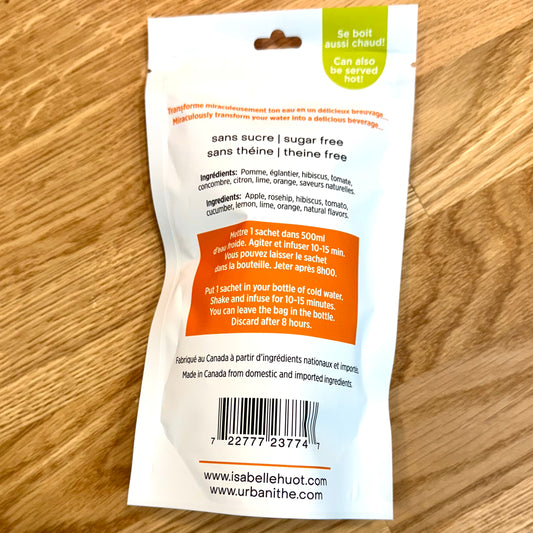 Se boit
aussi chaud!
Can also
be served
hot!
Transforme miraculeusement ton eau en un délicieux breuvage...
Miraculously transform your water into a delicious beverage...
sans sucre | sugar free
sans théine | theine free
Ingrédients: Pomme, églantier, hibiscus, tomate,
concombre, citron, lime, orange, saveurs naturelles.
Ingredients: Apple, rosehip, hibiscus, tomato,
cucumber, lemon, lime, orange, natural flavors.
Mettre 1 sachet dans 500ml
d'eau froide. Agiter et infuser 10-15 min.
Vous pouvez laisser le sachet
dans la bouteille. Jeter après 8h00.
Put 1 sachet in your bottle of cold water.
Shake and infuse for 10-15 minutes.
You can leave the bag in the bottle.
Discard after 8 hours.
Fabriqué au Canada à partir d'ingrédients nationaux et importés.
Made in Canada from domestic and imported ingredients.
7 22777 23774 7
www.isabellehuot.com
www.urbanithe.com